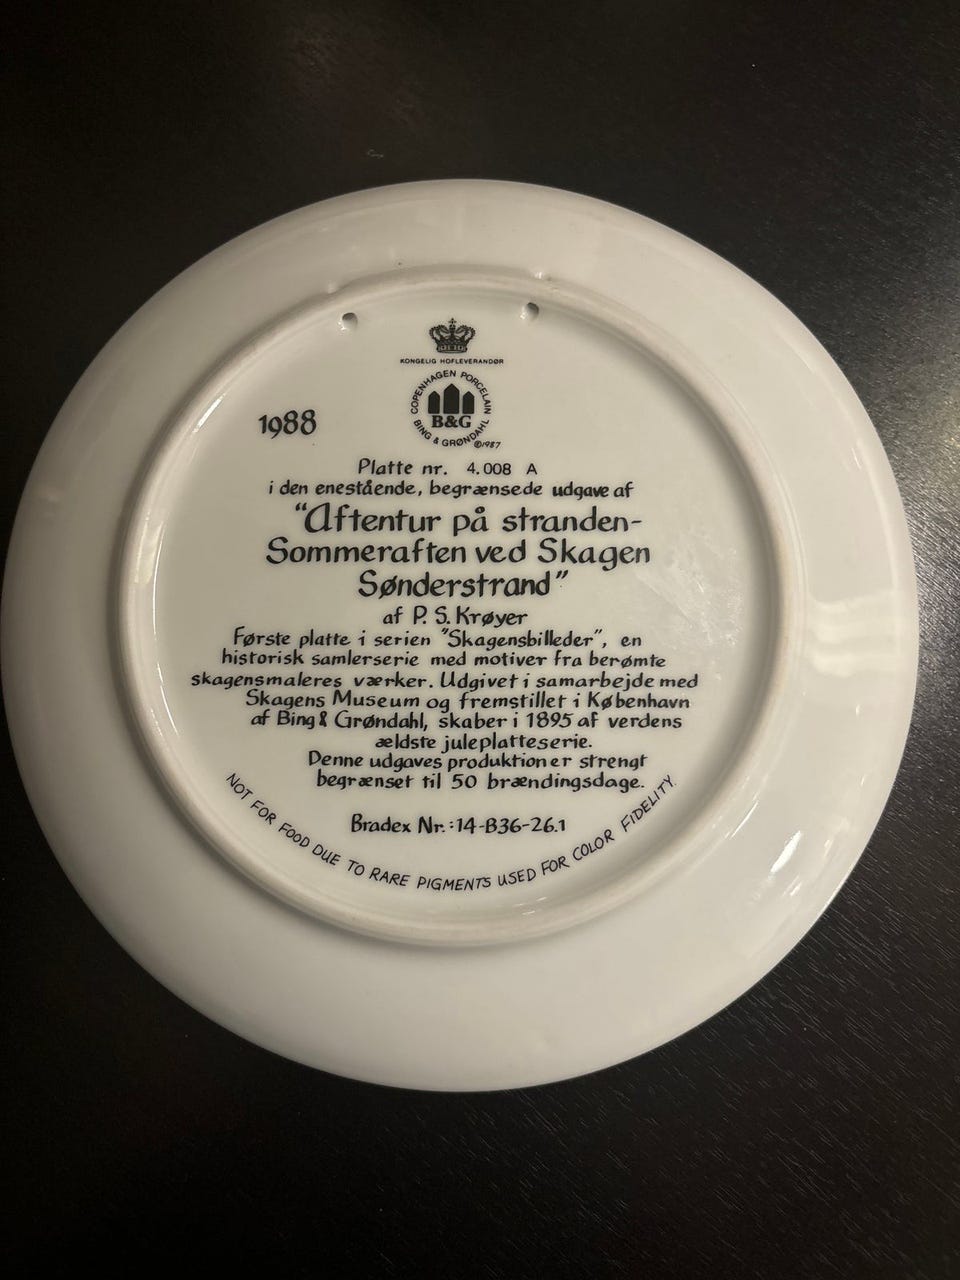 KONGELIG HOFLEVERANDØR
COPENHAGEN PORCELAIN
B&G
BING & GRØNDAHL
©1987
1988
Platte nr. 4.008 A
i den enestående, begrænsede udgave af
"Aftentur på stranden-
Sommeraften ved Skagen
Sønderstrand"
af P. S. Krøyer
Første platte i serien "Skagensbilleder", en
historisk samlerserie med motiver fra berømte
skagensmaleres værker. Udgivet i samarbejde med
Skagens Museum og fremstillet i København
af Bing & Grøndahl, skaber i 1895 af verdens
ældste juleplatteserie.
Denne udgaves produktion er strengt
begrænset til 50 brændingsdage.
Bradex Nr.: 14-B36-26.1
NOT FOR FOOD DUE TO RARE PIGMENTS USED FOR COLOR FIDELITY.